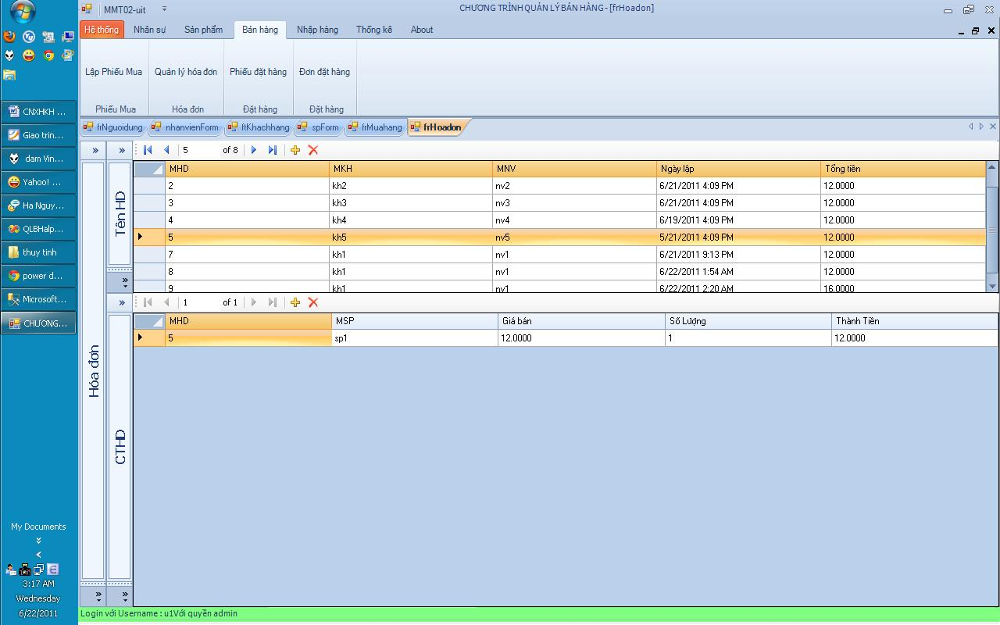 MMT02-uit
CHƯƠNG TRÌNH QUẢN LÝ BÁN HÀNG - [frHoadon]
Hệ thống Nhân sự Sản phẩm Bán hàng Nhập hàng Thống kê About
Lập Phiếu Mua Quản lý hóa đơn Phiếu đặt hàng Đơn đặt hàng
Phiếu Mua Hóa đơn Đặt hàng Đặt hàng
frNguoidung nhanvienForm ftKhachhang spForm frMuahang frHoadon
5 of 8
MHD MKH MNV Ngày lập Tổng tiền
2 kh2 nv2 6/21/2011 4:09 PM 12.0000
3 kh3 nv3 6/21/2011 4:09 PM 12.0000
4 kh4 nv4 6/19/2011 4:09 PM 12.0000
5 kh5 nv5 5/21/2011 4:09 PM 12.0000
7 kh1 nv1 6/21/2011 9:13 PM 12.0000
8 kh1 nv1 6/22/2011 1:54 AM 12.0000
9 kh1 nv1 6/22/2011 2:20 AM 16.0000
Tên HD
1 of 1
MHD MSP Giá bán Số Lượng Thành Tiền
5 sp1 12.0000 1 12.0000
Hóa đơn
CTHD
Login với Username : u1Với quyền admin
CNXHKH ...
Giao trin...
dam Vin...
Yahoo! ...
Ha Nguy...
QLBHalp...
thuy tinh
power d...
Microsoft...
CHƯƠNG...
My Documents
3:17 AM
Wednesday
6/22/2011